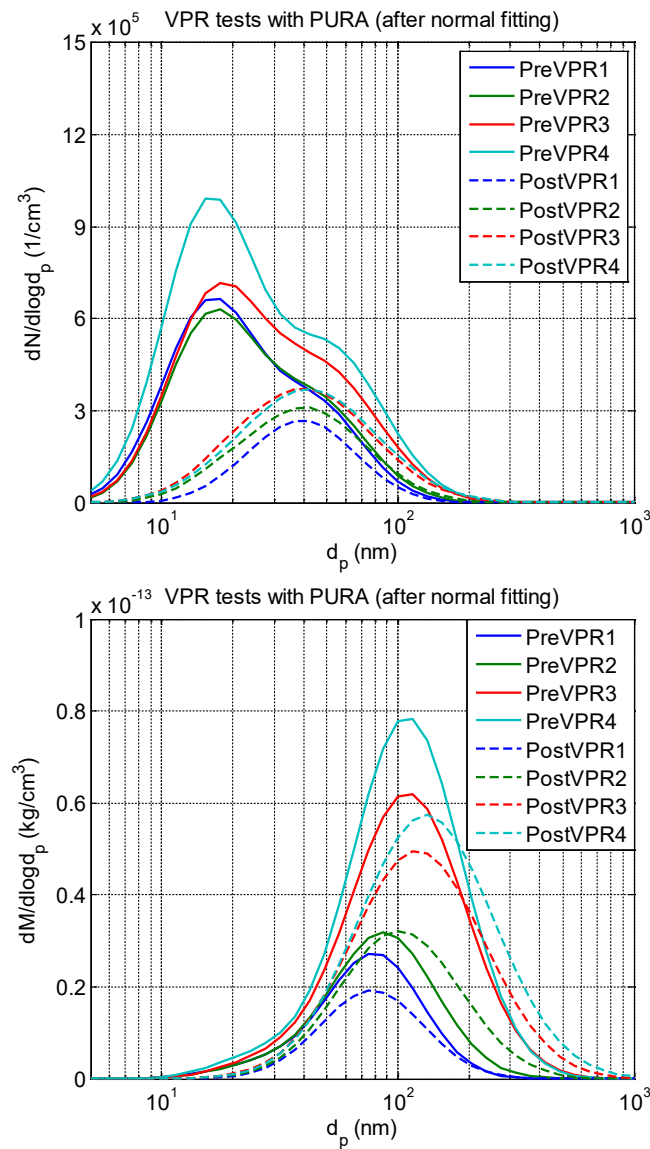 VPR tests with PURA (after normal fitting)
x 10^5
15
12
9
6
3
0
dN/dlogd_p (1/cm^3)
10^1
10^2
10^3
d_p (nm)
PreVPR1
PreVPR2
PreVPR3
PreVPR4
PostVPR1
PostVPR2
PostVPR3
PostVPR4
VPR tests with PURA (after normal fitting)
x 10^-13
1
0.8
0.6
0.4
0.2
0
dM/dlogd_p (kg/cm^3)
10^1
10^2
10^3
d_p (nm)
PreVPR1
PreVPR2
PreVPR3
PreVPR4
PostVPR1
PostVPR2
PostVPR3
PostVPR4